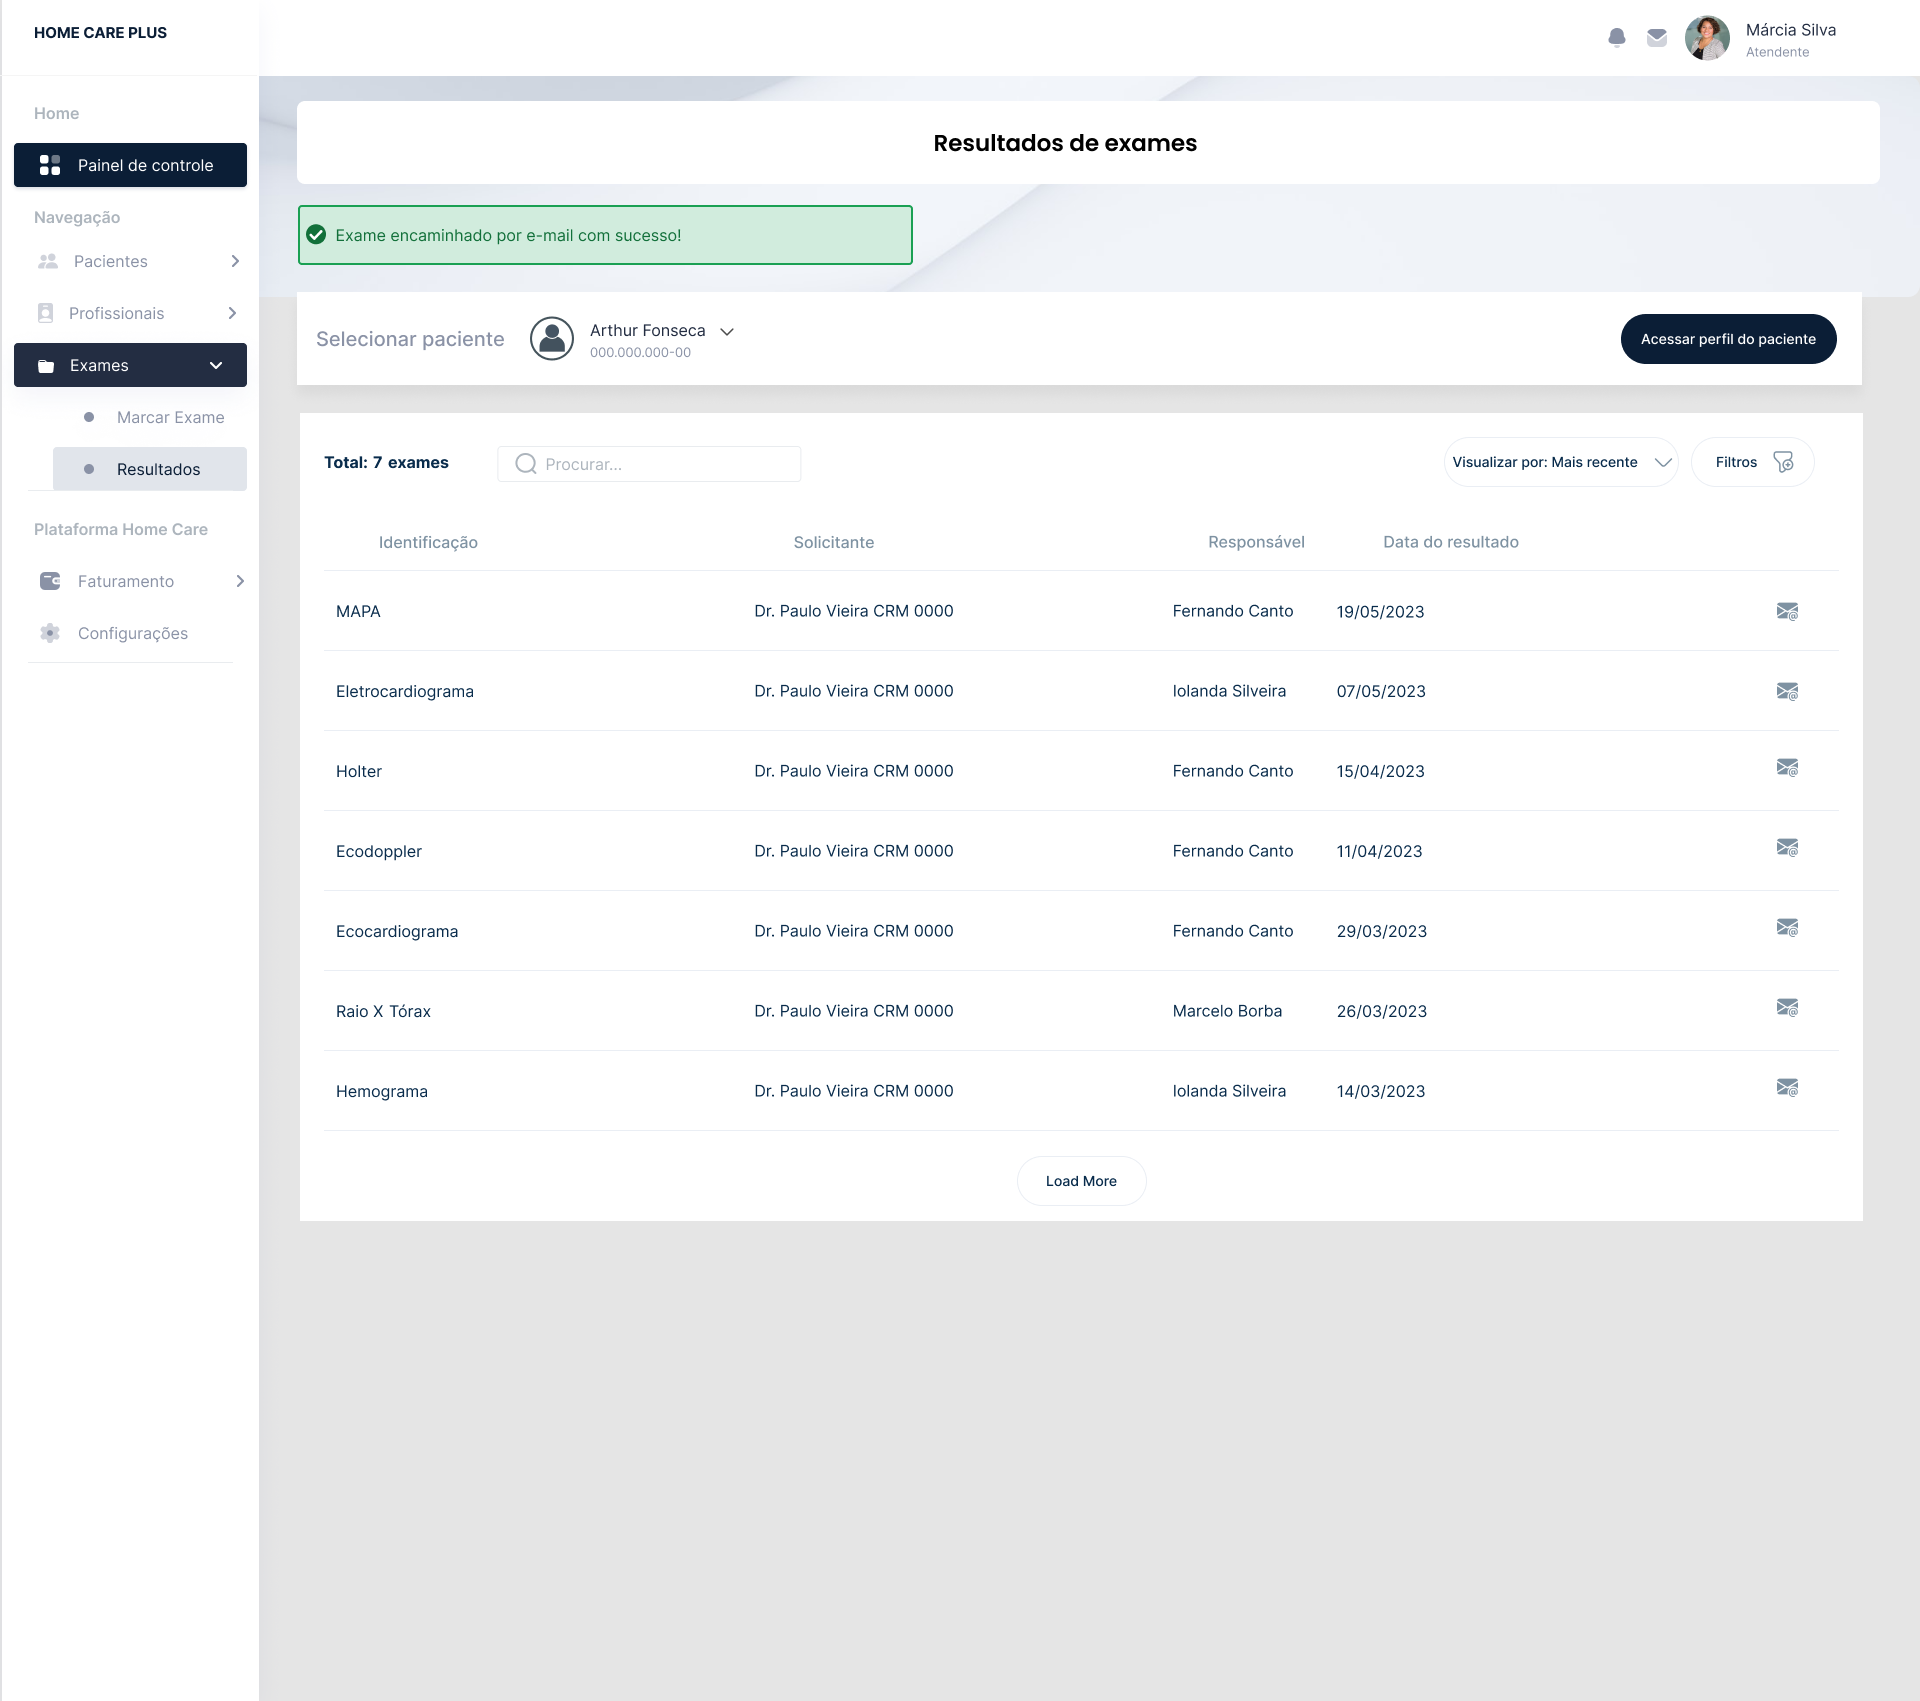 HOME CARE PLUS
Márcia Silva
Atendente
Home
Painel de controle
Navegação
Pacientes
Profissionais
Exames
Marcar Exame
Resultados
Plataforma Home Care
Faturamento
Configurações
Resultados de exames
Exame encaminhado por e-mail com sucesso!
Selecionar paciente
Arthur Fonseca
000.000.000-00
Acessar perfil do paciente
Total: 7 exames
Procurar...
Visualizar por: Mais recente
Filtros
Identificação Solicitante Responsável Data do resultado
MAPA Dr. Paulo Vieira CRM 0000 Fernando Canto 19/05/2023
Eletrocardiograma Dr. Paulo Vieira CRM 0000 Iolanda Silveira 07/05/2023
Holter Dr. Paulo Vieira CRM 0000 Fernando Canto 15/04/2023
Ecodoppler Dr. Paulo Vieira CRM 0000 Fernando Canto 11/04/2023
Ecocardiograma Dr. Paulo Vieira CRM 0000 Fernando Canto 29/03/2023
Raio X Tórax Dr. Paulo Vieira CRM 0000 Marcelo Borba 26/03/2023
Hemograma Dr. Paulo Vieira CRM 0000 Iolanda Silveira 14/03/2023
Load More